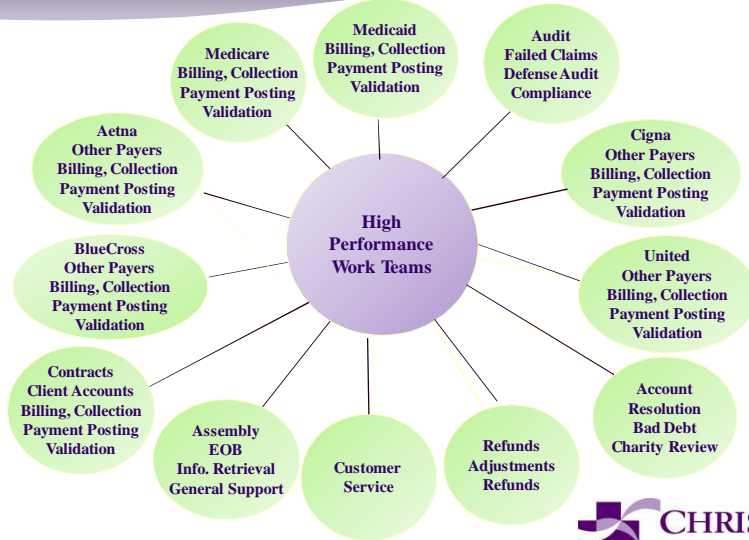 Medicare
Billing, Collection
Payment Posting
Validation
Medicaid
Billing, Collection
Payment Posting
Validation
Audit
Failed Claims
Defense Audit
Compliance
Aetna
Other Payers
Billing, Collection
Payment Posting
Validation
Cigna
Other Payers
Billing, Collection
Payment Posting
Validation
High
Performance
Work Teams
BlueCross
Other Payers
Billing, Collection
Payment Posting
Validation
United
Other Payers
Billing, Collection
Payment Posting
Validation
Contracts
Client Accounts
Billing, Collection
Payment Posting
Validation
Account
Resolution
Bad Debt
Charity Review
Assembly
EOB
Info. Retrieval
General Support
Customer
Service
Refunds
Adjustments
Refunds
CHRIS